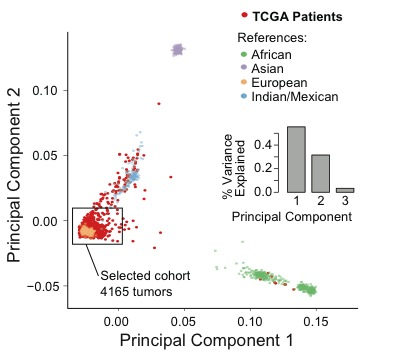 TCGA Patients
References:
African
Asian
European
Indian/Mexican
Principal Component 2
0.10
0.05
0.00
−0.05
% Variance
Explained
0.4
0.2
0.0
1 2 3
Principal Component
Selected cohort
4165 tumors
0.00 0.05 0.10 0.15
Principal Component 1